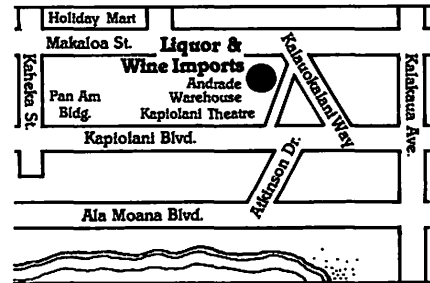 Holiday Mart
Makaloa St.
Liquor &
Wine Imports
Andrade
Warehouse
Kapiolani Theatre
Pan Am
Bldg.
Kaheka St.
Kalauokalani Way
Kalakaua Ave.
Kapiolani Blvd.
Atkinson Dr.
Ala Moana Blvd.